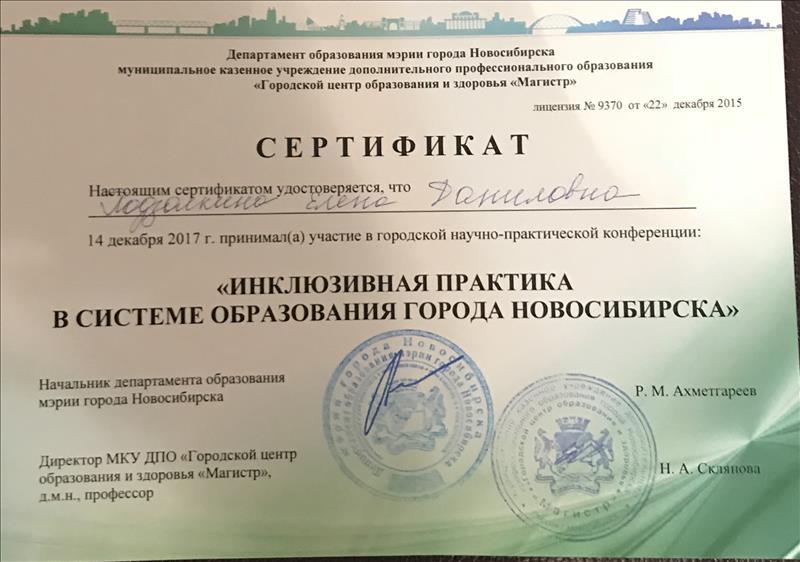 Департамент образования мэрии города Новосибирска
муниципальное казенное учреждение дополнительного профессионального образования
«Городской центр образования и здоровья «Магистр»
лицензия № 9370 от «22» декабря 2015
СЕРТИФИКАТ
Настоящим сертификатом удостоверяется, что
Елена Даниловна
14 декабря 2017 г. принимал(а) участие в городской научно-практической конференции:
«ИНКЛЮЗИВНАЯ ПРАКТИКА
В СИСТЕМЕ ОБРАЗОВАНИЯ ГОРОДА НОВОСИБИРСКА»
Начальник департамента образования
мэрии города Новосибирска
Р. М. Ахметгареев
Директор МКУ ДПО «Городской центр
образования и здоровья «Магистр»,
д.м.н., профессор
Н. А. Склянова
«Магистр»